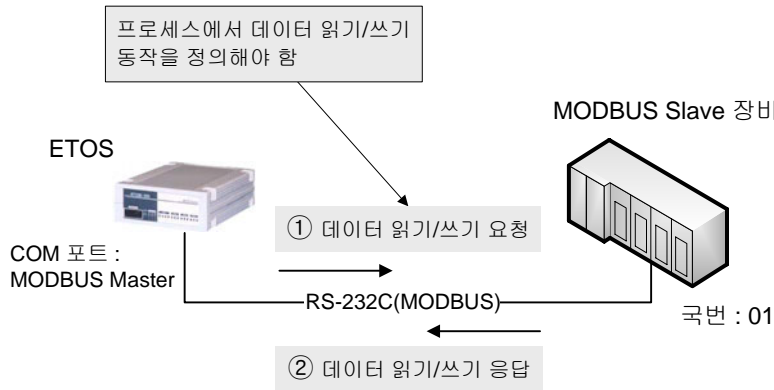 프로세스에서 데이터 읽기/쓰기
동작을 정의해야 함
MODBUS Slave 장비
ETOS
① 데이터 읽기/쓰기 요청
COM 포트 :
MODBUS Master
RS-232C(MODBUS)
국번 : 01
② 데이터 읽기/쓰기 응답